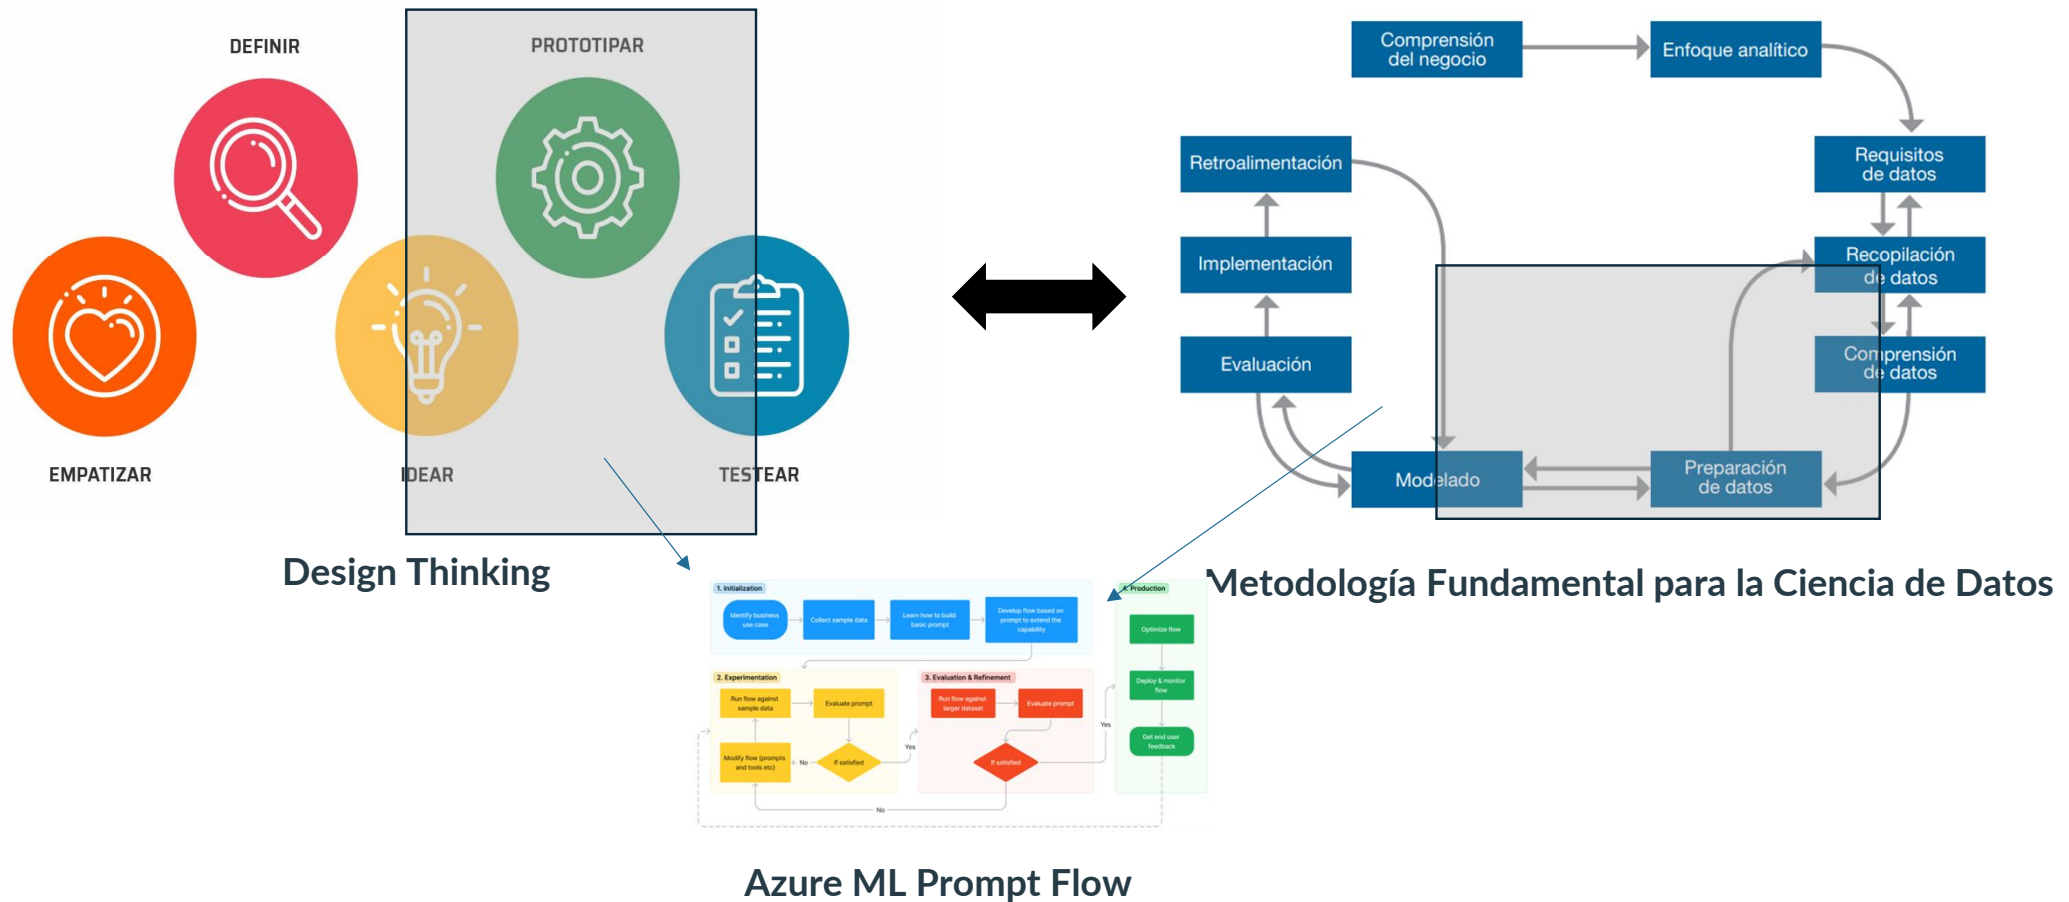 DEFINIR
PROTOTIPAR
EMPATIZAR
IDEAR
TESTEAR
Design Thinking
Comprensión
del negocio
Enfoque analítico
Requisitos
de datos
Recopilación
de datos
Comprensión
de datos
Preparación
de datos
Modelado
Evaluación
Implementación
Retroalimentación
Metodología Fundamental para la Ciencia de Datos
1. Initialization
Identify business
use case
Collect sample data
Learn how to build
basic prompt
Develop flow based on
prompt to extend the
capability
2. Experimentation
Run flow against
sample data
Evaluate prompt
Modify flow (prompts
and tools etc)
No
If satisfied
Yes
3. Evaluation & Refinement
Run flow against
larger dataset
Evaluate prompt
If satisfied
Yes
No
4. Production
Optimize flow
Deploy & monitor
flow
Get end user
feedback
Azure ML Prompt Flow